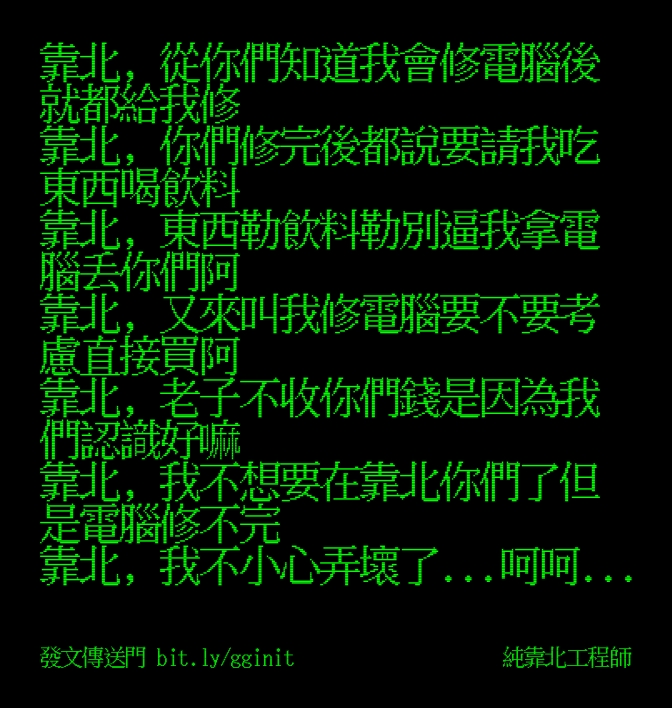 靠北, 從你們知道我會修電腦後
就都給我修
靠北, 你們修完後都說要請我吃
東西喝飲料
靠北, 東西勒飲料勒別逼我拿電
腦丟你們阿
靠北, 又來叫我修電腦要不要考
慮直接買阿
靠北, 老子不收你們錢是因為我
們認識好嘛
靠北, 我不想要在靠北你們了但
是電腦修不完
靠北, 我不小心弄壞了...呵呵...
發文傳送門 bit.ly/gginit
純靠北工程師